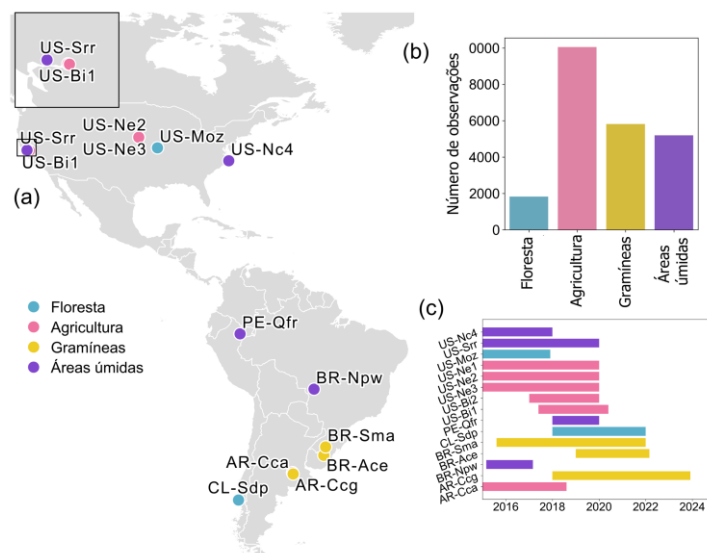 US-Srr
US-Bi1
US-Ne2
US-Srr
US-Ne3
US-Moz
US-Bi1
US-Nc4
(a)
Floresta
Agricultura
Gramíneas
Áreas úmidas
PE-Qfr
BR-Npw
BR-Sma
AR-Cca
BR-Ace
CL-Sdp
AR-Ccg
(b)
Número de observações
0000
8000
6000
4000
2000
Floresta
Agricultura
Gramíneas
Áreas
úmidas
(c)
US-Nc4
US-Srr
US-Moz
US-Ne1
US-Ne2
US-Ne3
US-Bi2
US-Bi1
PE-Qfr
CL-Sdp
BR-Sma
BR-Ace
BR-Npw
AR-Ccg
AR-Cca
2016
2018
2020
2022
2024